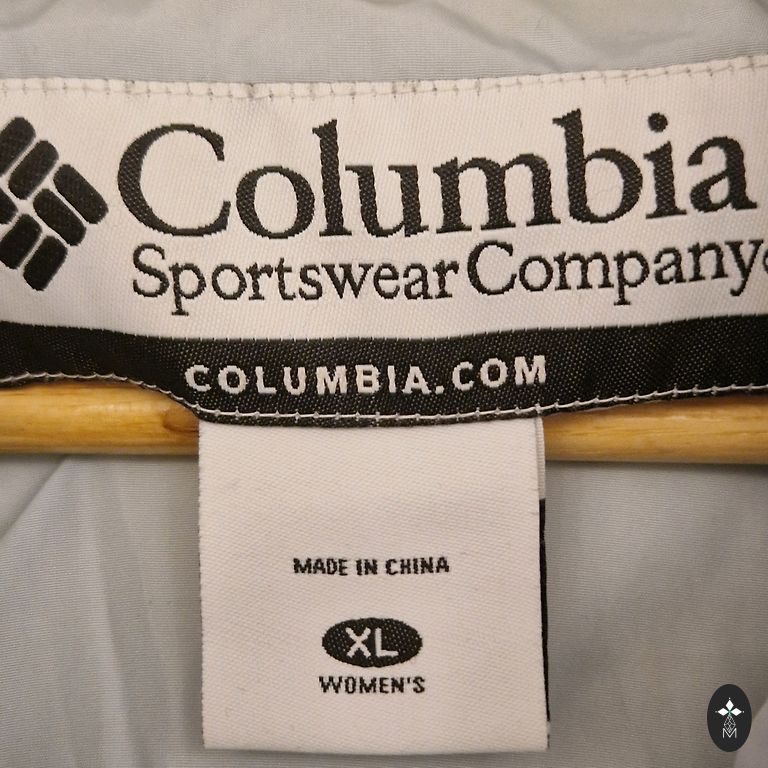 Columbia
Sportswear Company
COLUMBIA.COM
MADE IN CHINA
XL
WOMEN'S
M